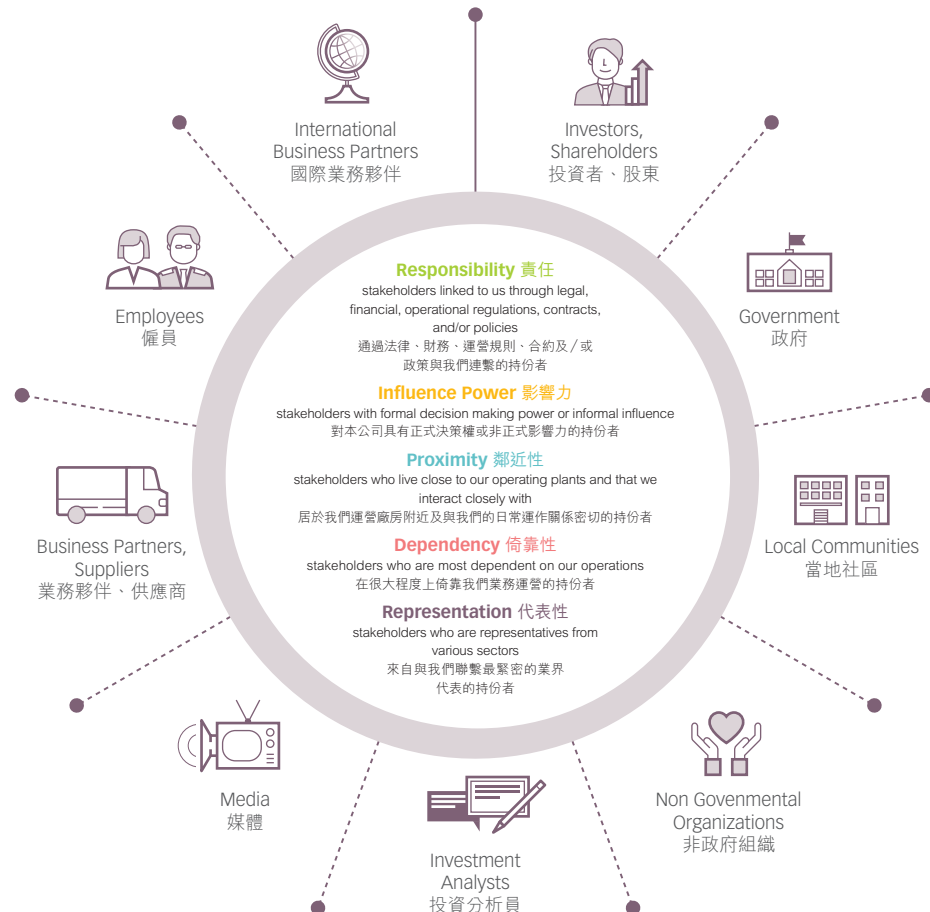 International
Business Partners
國際業務夥伴
Investors,
Shareholders
投資者、股東
Employees
僱員
Government
政府
Responsibility 責任
stakeholders linked to us through legal,
financial, operational regulations, contracts,
and/or policies
通過法律、財務、運營規則、合約及/或
政策與我們連繫的持份者
Influence Power 影響力
stakeholders with formal decision making power or informal influence
對本公司具有正式決策權或非正式影響力的持份者
Proximity 鄰近性
stakeholders who live close to our operating plants and that we
interact closely with
居於我們運營廠房附近及與我們的日常運作關係密切的持份者
Dependency 倚靠性
stakeholders who are most dependent on our operations
在很大程度上倚靠我們業務運營的持份者
Representation 代表性
stakeholders who are representatives from
various sectors
來自與我們聯繫最緊密的業界
代表的持份者
Business Partners,
Suppliers
業務夥伴、供應商
Local Communities
當地社區
Media
媒體
Investment
Analysts
投資分析員
Non Govenmental
Organizations
非政府組織